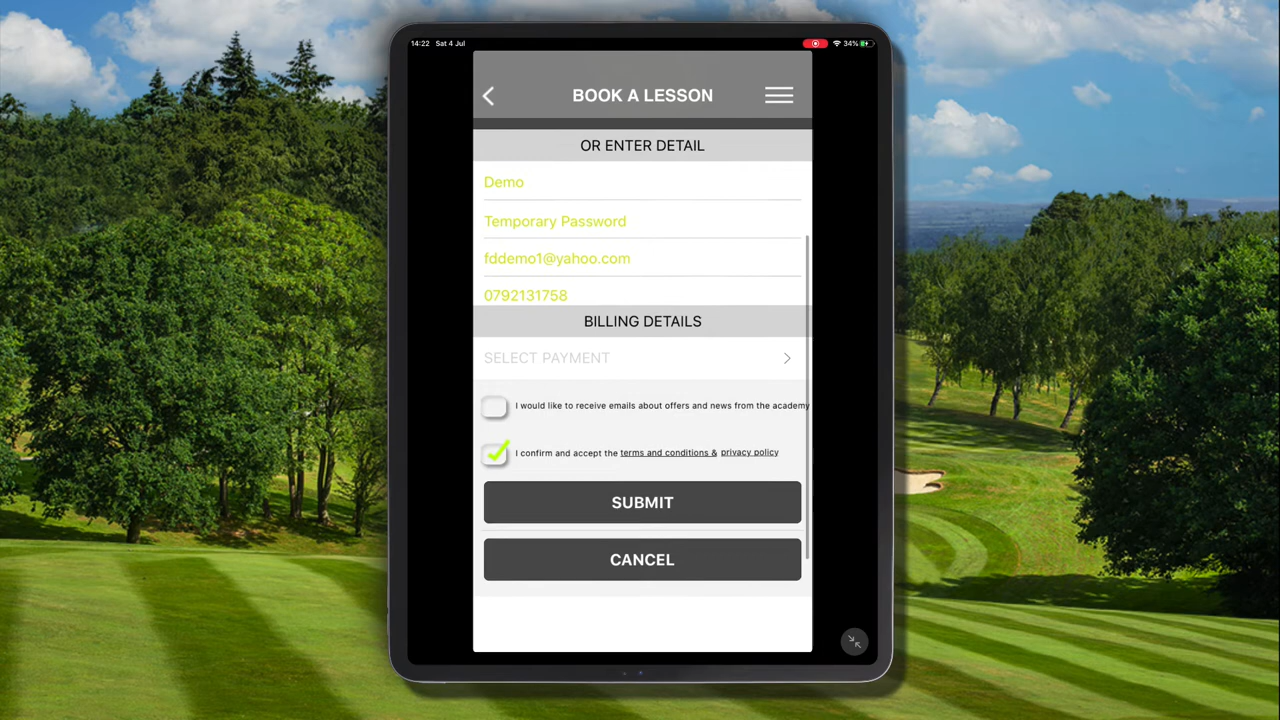 14:22 Sat 4 Jul
34%
BOOK A LESSON
OR ENTER DETAIL
Demo
Temporary Password
fddemo1@yahoo.com
0792131758
BILLING DETAILS
SELECT PAYMENT
I would like to receive emails about offers and news from the academy
I confirm and accept the terms and conditions & privacy policy
SUBMIT
CANCEL